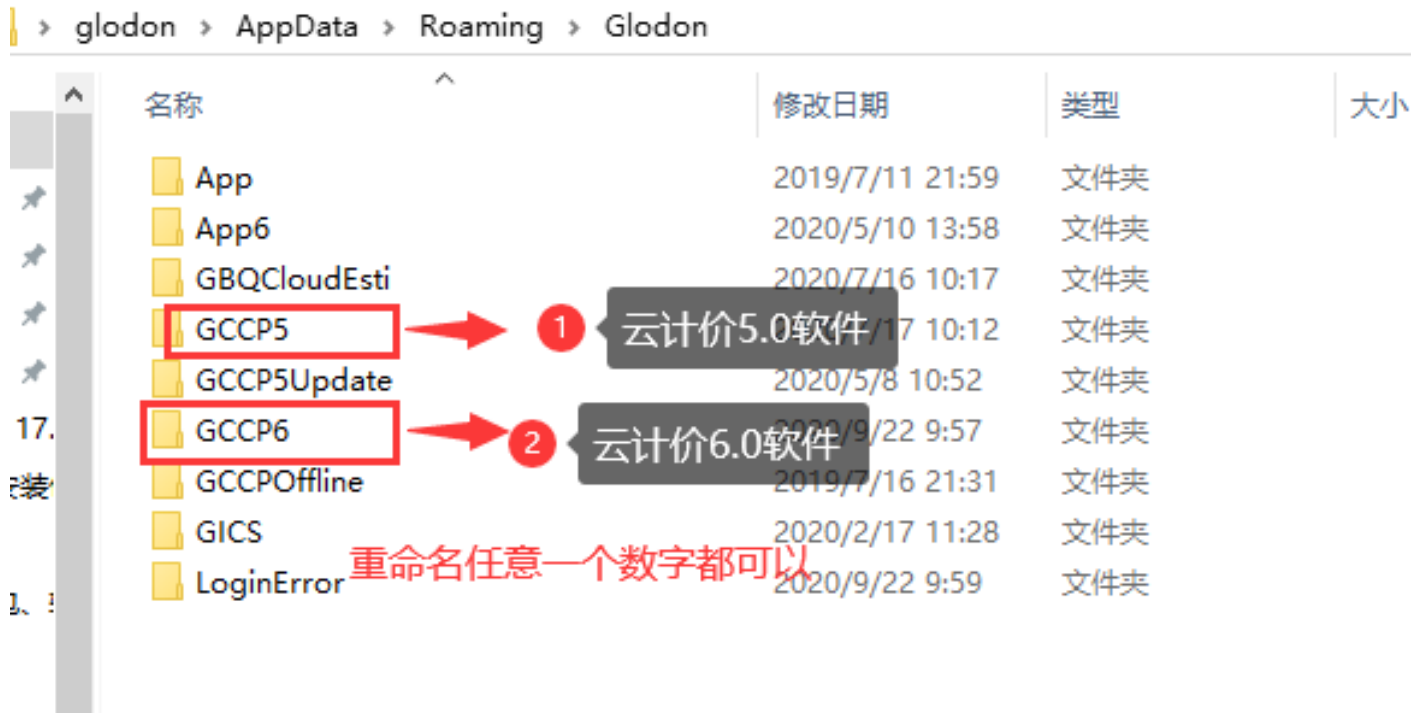 glodon › AppData › Roaming › Glodon
名称 修改日期 类型 大小
App 2019/7/11 21:59 文件夹
App6 2020/5/10 13:58 文件夹
GBQCloudEsti 2020/7/16 10:17 文件夹
GCCP5 1 云计价5.0软件 /17 10:12 文件夹
GCCP5Update 2020/5/8 10:52 文件夹
17.
GCCP6 2 云计价6.0软件 /9/22 9:57 文件夹
GCCPOffline 2019/7/16 21:31 文件夹
GICS 2020/2/17 11:28 文件夹
重命名任意一个数字都可以
LoginError 2020/9/22 9:59 文件夹